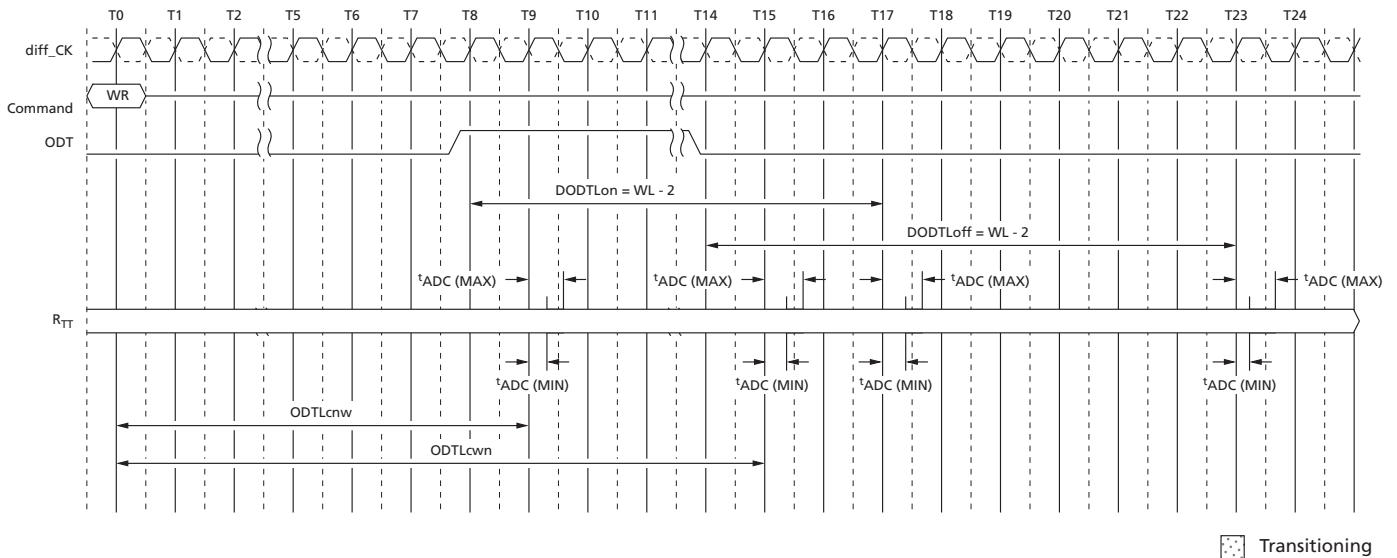 T0 T1 T2 T5 T6 T7 T8 T9 T10 T11 T14 T15 T16 T17 T18 T19 T20 T21 T22 T23 T24
diff_CK
WR
Command
ODT
DODTLon = WL - 2
DODTLoff = WL - 2
tADC (MAX) tADC (MAX) tADC (MAX) tADC (MAX)
RTT
tADC (MIN) tADC (MIN) tADC (MIN) tADC (MIN)
ODTLcnw
ODTLcwn
Transitioning